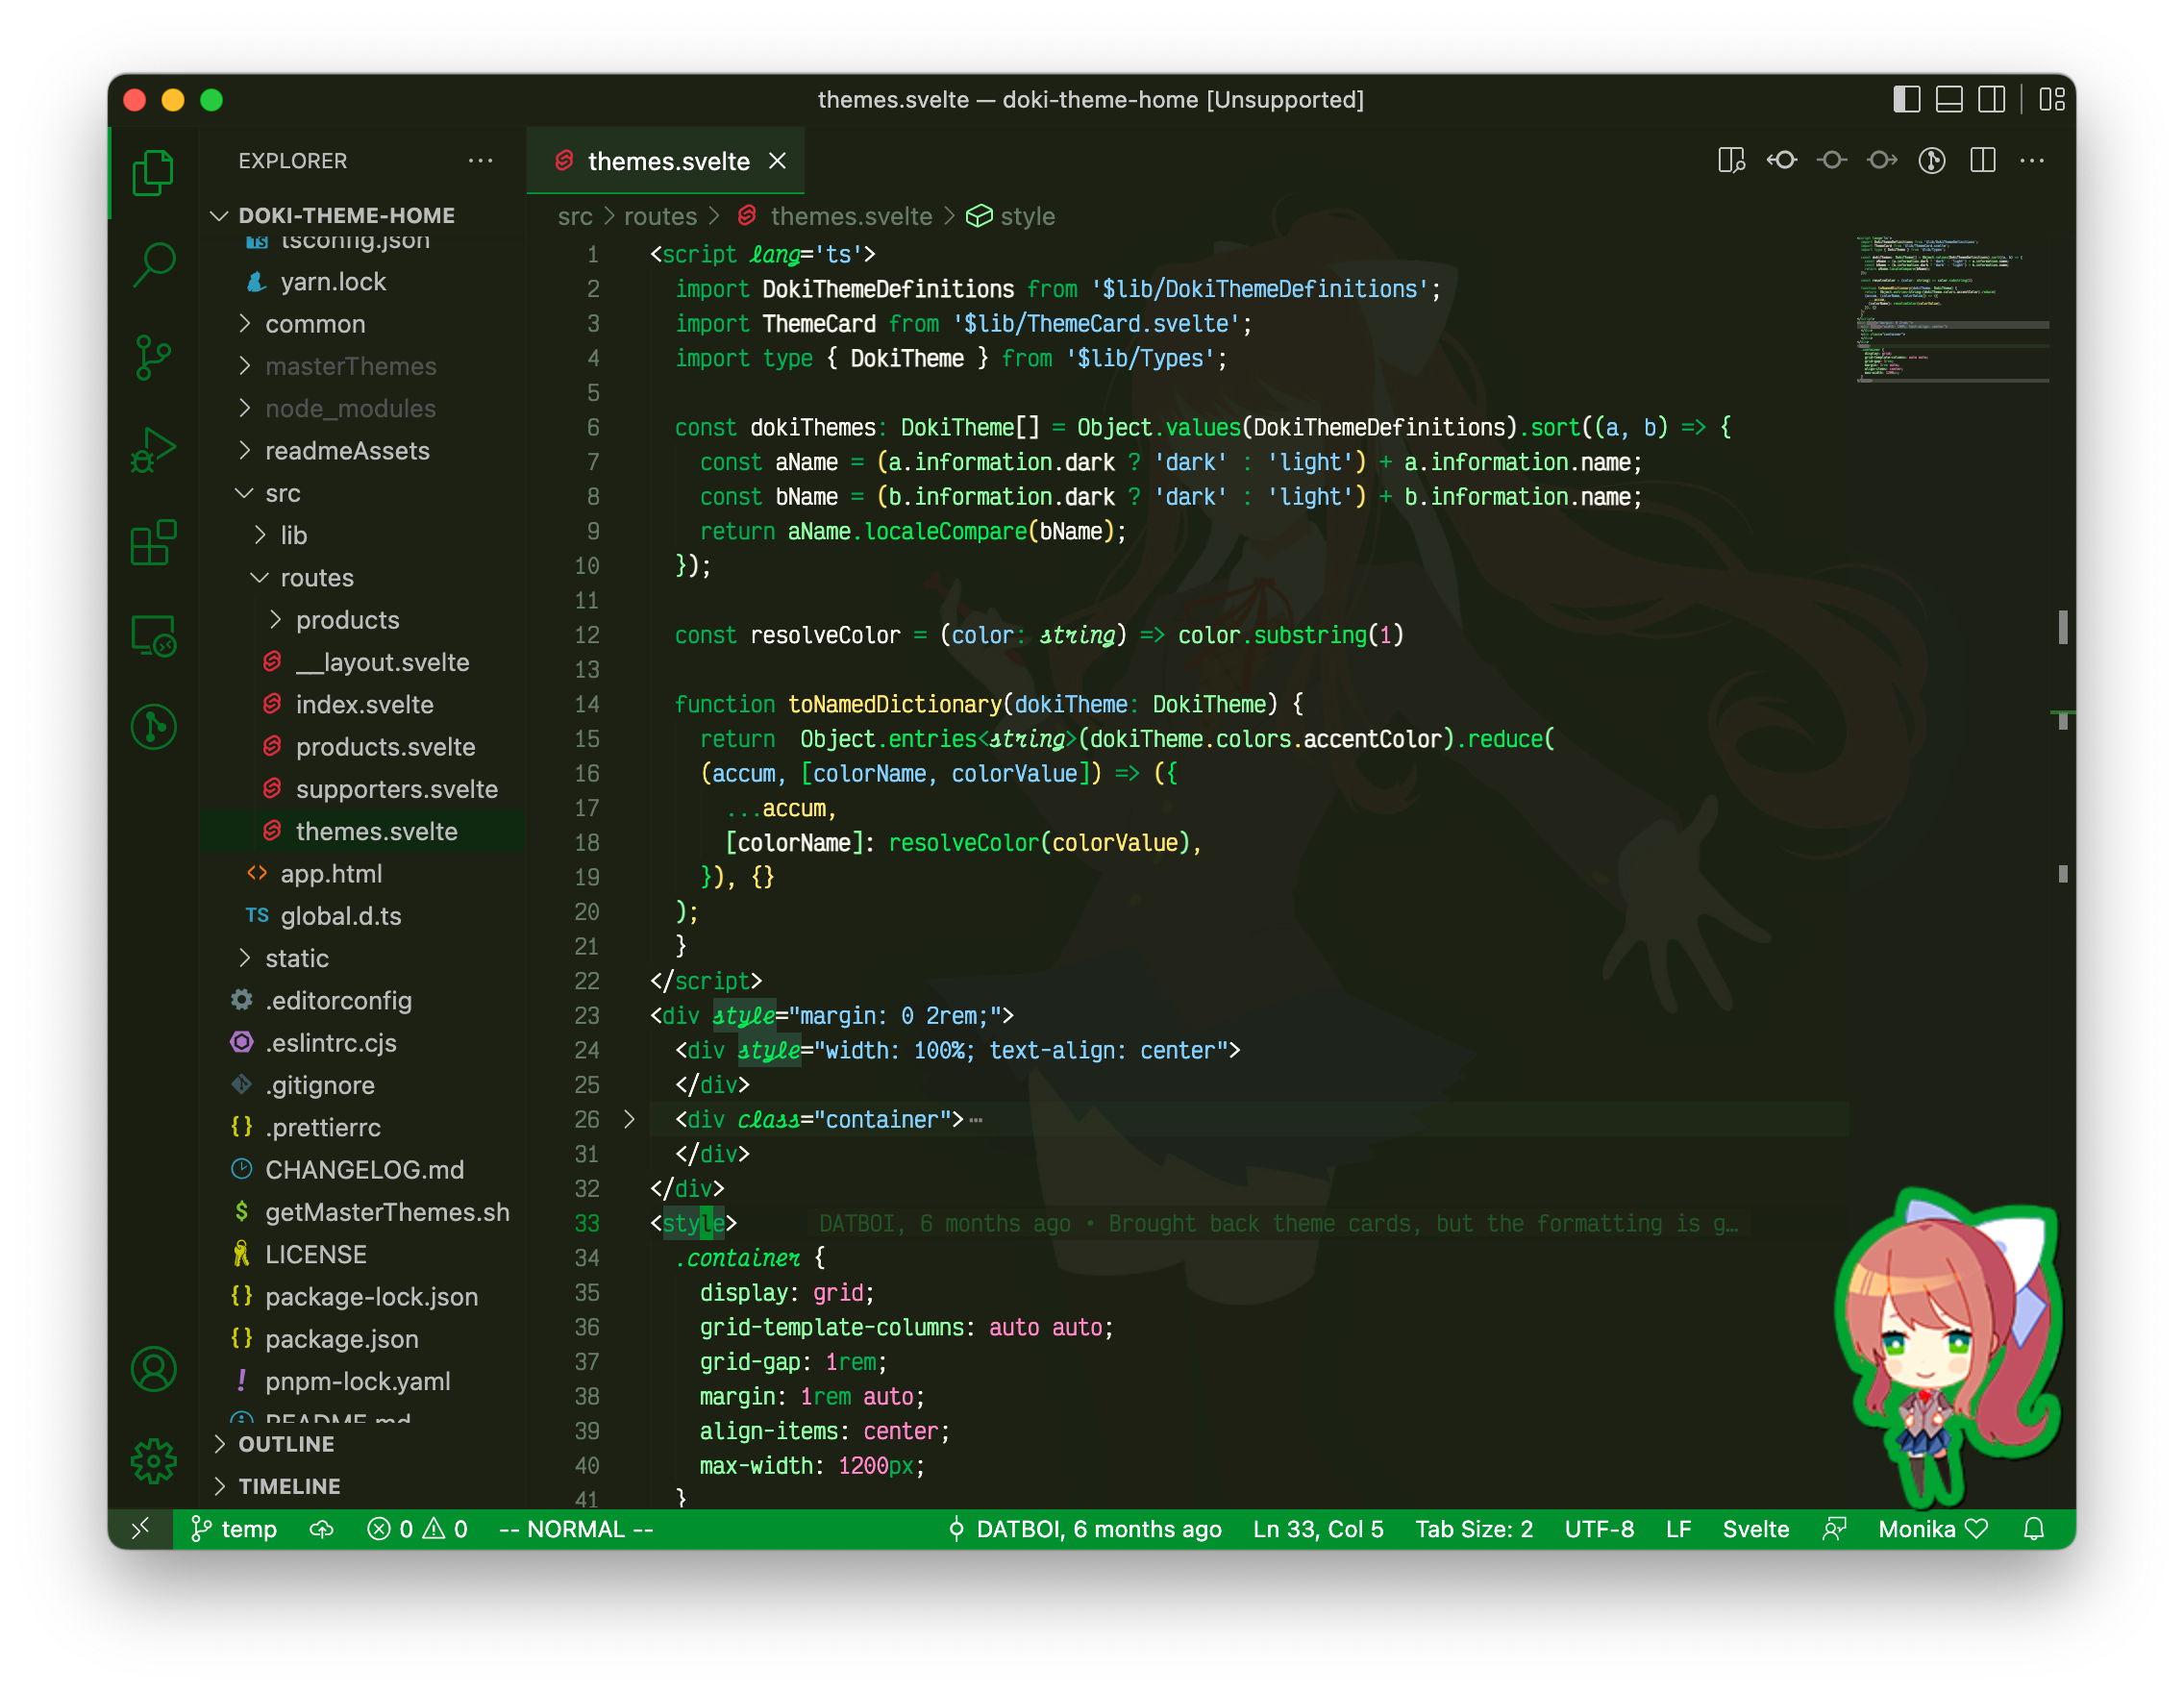 themes.svelte — doki-theme-home [Unsupported]
EXPLORER
DOKI-THEME-HOME
tsconfig.json
yarn.lock
common
masterThemes
node_modules
readmeAssets
src
lib
routes
products
__layout.svelte
index.svelte
products.svelte
supporters.svelte
themes.svelte
app.html
TS global.d.ts
static
.editorconfig
.eslintrc.cjs
.gitignore
.prettierrc
CHANGELOG.md
getMasterThemes.sh
LICENSE
package-lock.json
package.json
pnpm-lock.yaml
README.md
OUTLINE
TIMELINE
themes.svelte
src > routes > themes.svelte > style
1 <script lang='ts'>
2 import DokiThemeDefinitions from '$lib/DokiThemeDefinitions';
3 import ThemeCard from '$lib/ThemeCard.svelte';
4 import type { DokiTheme } from '$lib/Types';
5
6 const dokiThemes: DokiTheme[] = Object.values(DokiThemeDefinitions).sort((a, b) => {
7 const aName = (a.information.dark ? 'dark' : 'light') + a.information.name;
8 const bName = (b.information.dark ? 'dark' : 'light') + b.information.name;
9 return aName.localeCompare(bName);
10 });
11
12 const resolveColor = (color: string) => color.substring(1)
13
14 function toNamedDictionary(dokiTheme: DokiTheme) {
15 return  Object.entries<string>(dokiTheme.colors.accentColor).reduce(
16 (accum, [colorName, colorValue]) => ({
17 ...accum,
18 [colorName]: resolveColor(colorValue),
19 }), {}
20 );
21 }
22 </script>
23 <div style="margin: 0 2rem;">
24 <div style="width: 100%; text-align: center">
25 </div>
26 <div class="container">…
31 </div>
32 </div>
33 <style> DATBOI, 6 months ago • Brought back theme cards, but the formatting is g…
34 .container {
35 display: grid;
36 grid-template-columns: auto auto;
37 grid-gap: 1rem;
38 margin: 1rem auto;
39 align-items: center;
40 max-width: 1200px;
41 }
temp 0 0 -- NORMAL -- DATBOI, 6 months ago Ln 33, Col 5 Tab Size: 2 UTF-8 LF Svelte Monika ♡